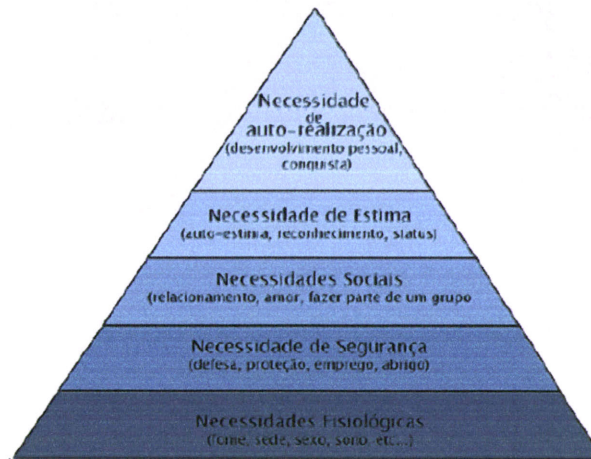 Necessidade
de
auto-realização
(desenvolvimento pessoal,
conquista)
Necessidade de Estima
(auto-estima, reconhecimento, status)
Necessidades Sociais
(relacionamento, amor, fazer parte de um grupo
Necessidade de Segurança
(defesa, proteção, emprego, abrigo)
Necessidades Fisiológicas
(fome, sede, sexo, sono, etc...)